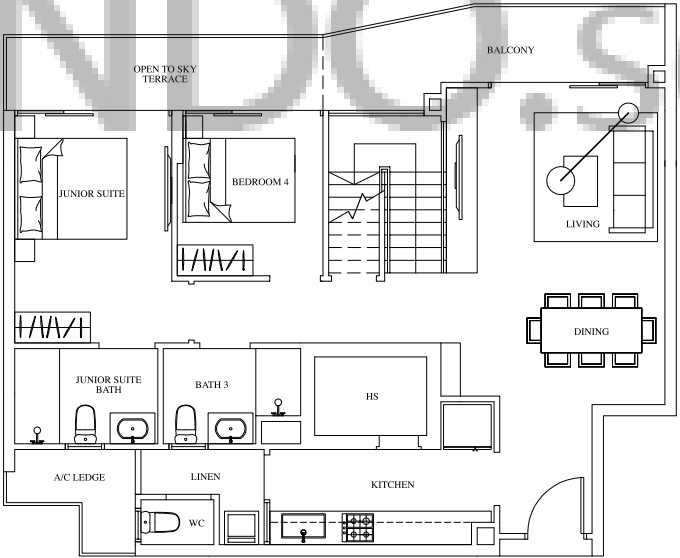 NDO.s
BALCONY
OPEN TO SKY
TERRACE
JUNIOR SUITE
BEDROOM 4
LIVING
DINING
JUNIOR SUITE
BATH
BATH 3
HS
A/C LEDGE
LINEN
KITCHEN
WC